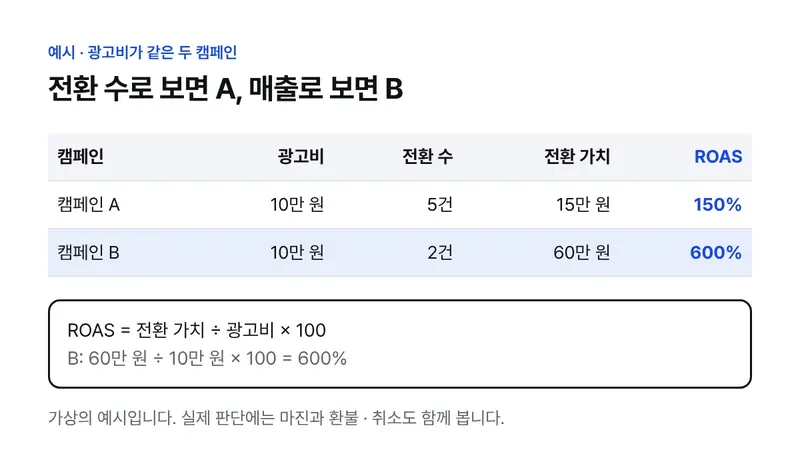 예시 · 광고비가 같은 두 캠페인
전환 수로 보면 A, 매출로 보면 B
캠페인 광고비 전환 수 전환 가치 ROAS
캠페인 A 10만 원 5건 15만 원 150%
캠페인 B 10만 원 2건 60만 원 600%
ROAS = 전환 가치 ÷ 광고비 × 100
B: 60만 원 ÷ 10만 원 × 100 = 600%
가상의 예시입니다. 실제 판단에는 마진과 환불 · 취소도 함께 봅니다.